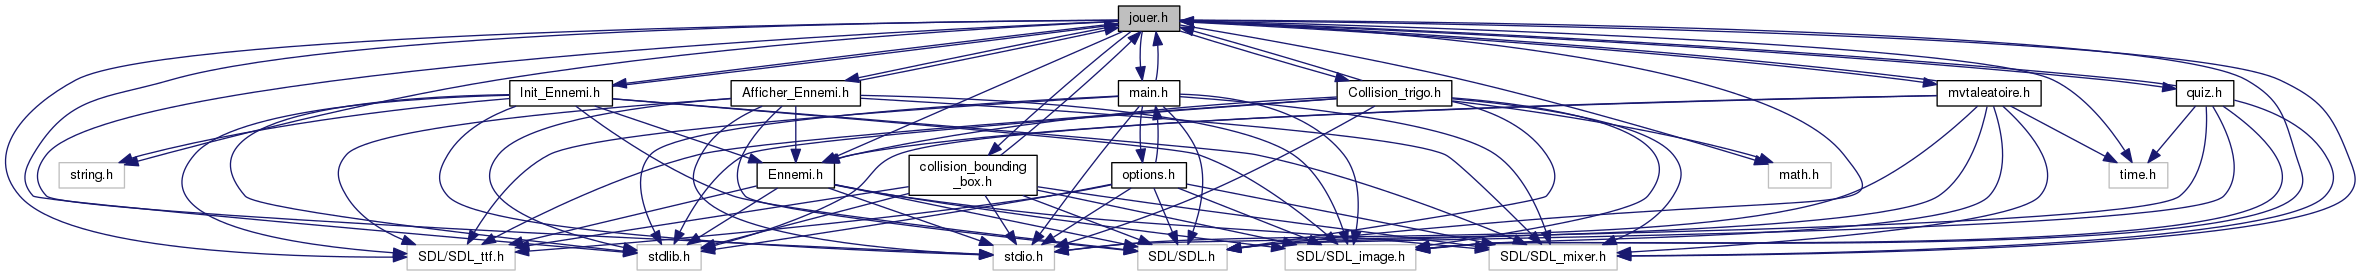 jouer.h
Init_Ennemi.h
Afficher_Ennemi.h
main.h
Collision_trigo.h
mvtaleatoire.h
quiz.h
string.h
Ennemi.h
collision_bounding
_box.h
options.h
math.h
time.h
SDL/SDL_ttf.h
stdlib.h
stdio.h
SDL/SDL.h
SDL/SDL_image.h
SDL/SDL_mixer.h